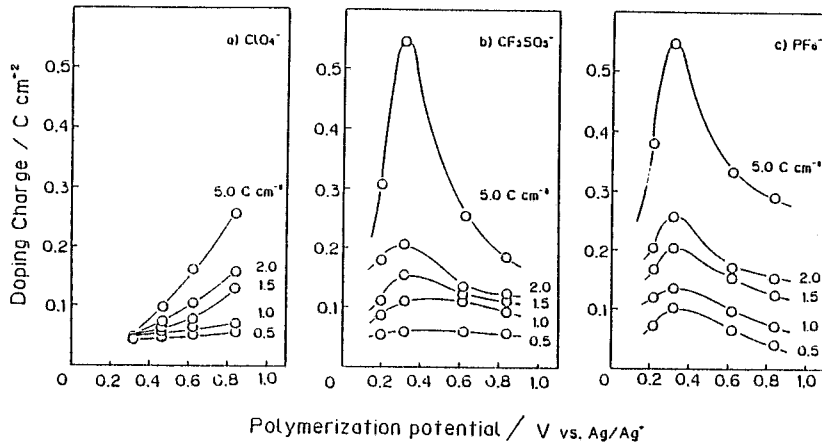 Doping Charge / C cm⁻²
0.5
0.4
0.3
0.2
0.1
0
a) ClO₄⁻
5.0 C cm⁻²
2.0
1.5
1.0
0.5
0.2 0.4 0.6 0.8 1.0
0.5
0.4
0.3
0.2
0.1
0
b) CF₃SO₃⁻
5.0 C cm⁻²
2.0
1.5
1.0
0.5
0.2 0.4 0.6 0.8 1.0
0.5
0.4
0.3
0.2
0.1
0
c) PF₆⁻
5.0 C cm⁻²
2.0
1.5
1.0
0.5
0.2 0.4 0.6 0.8 1.0
Polymerization potential / V vs. Ag/Ag⁺